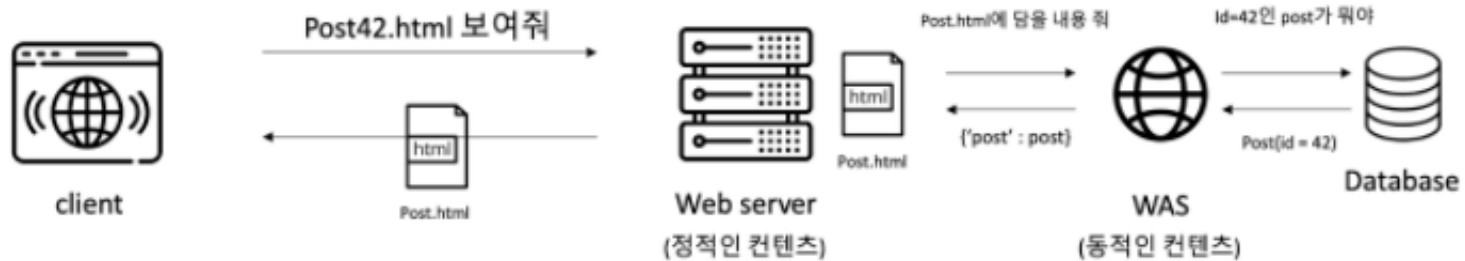 Post42.html 보여줘
html
Post.html
client
html
Post.html
Web server
(정적인 컨텐츠)
Post.html에 담을 내용 줘
{'post' : post}
WAS
(동적인 컨텐츠)
Id=42인 post가 뭐야
Post(id = 42)
Database